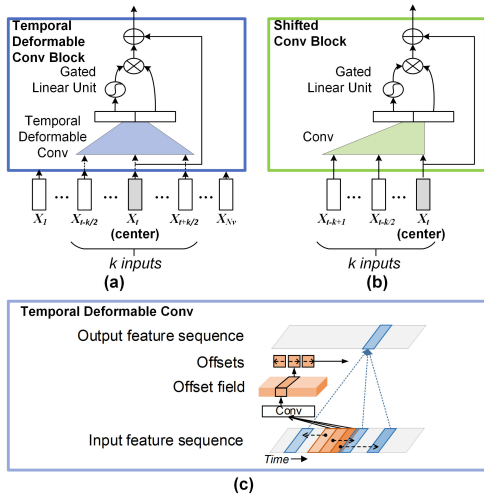 Temporal
Deformable
Conv Block
Gated
Linear Unit
Temporal
Deformable
Conv
X1 ... Xt-k/2 ... Xt ... Xt+k/2 ... XNv
(center)
k inputs
(a)
Shifted
Conv Block
Gated
Linear Unit
Conv
Xt-k+1 ... Xt-k/2 ... Xt
(center)
k inputs
(b)
Temporal Deformable Conv
Output feature sequence
Offsets
Offset field
Conv
Input feature sequence
Time
(c)